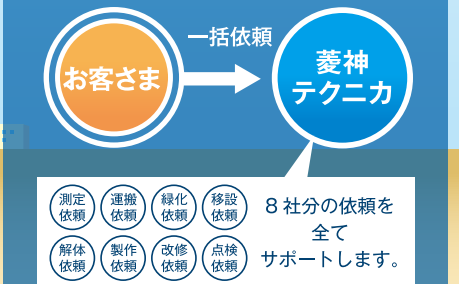 一括依頼
お客さま
菱神
テクニカ
測定
依頼
運搬
依頼
緑化
依頼
移設
依頼
解体
依頼
製作
依頼
改修
依頼
点検
依頼
8社分の依頼を
全て
サポートします。